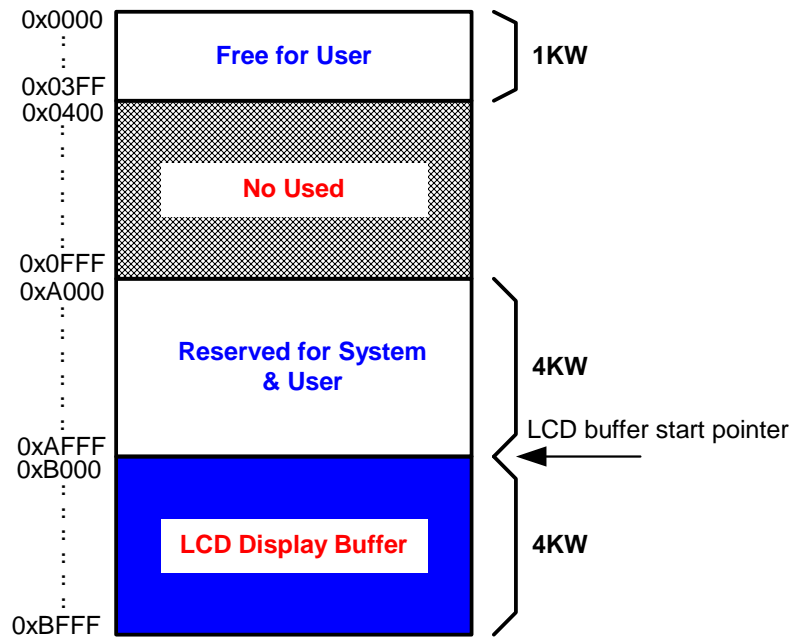 0x0000
Free for User
1KW
0x03FF
0x0400
No Used
0x0FFF
0xA000
Reserved for System
& User
4KW
0xAFFF
LCD buffer start pointer
0xB000
LCD Display Buffer
4KW
0xBFFF